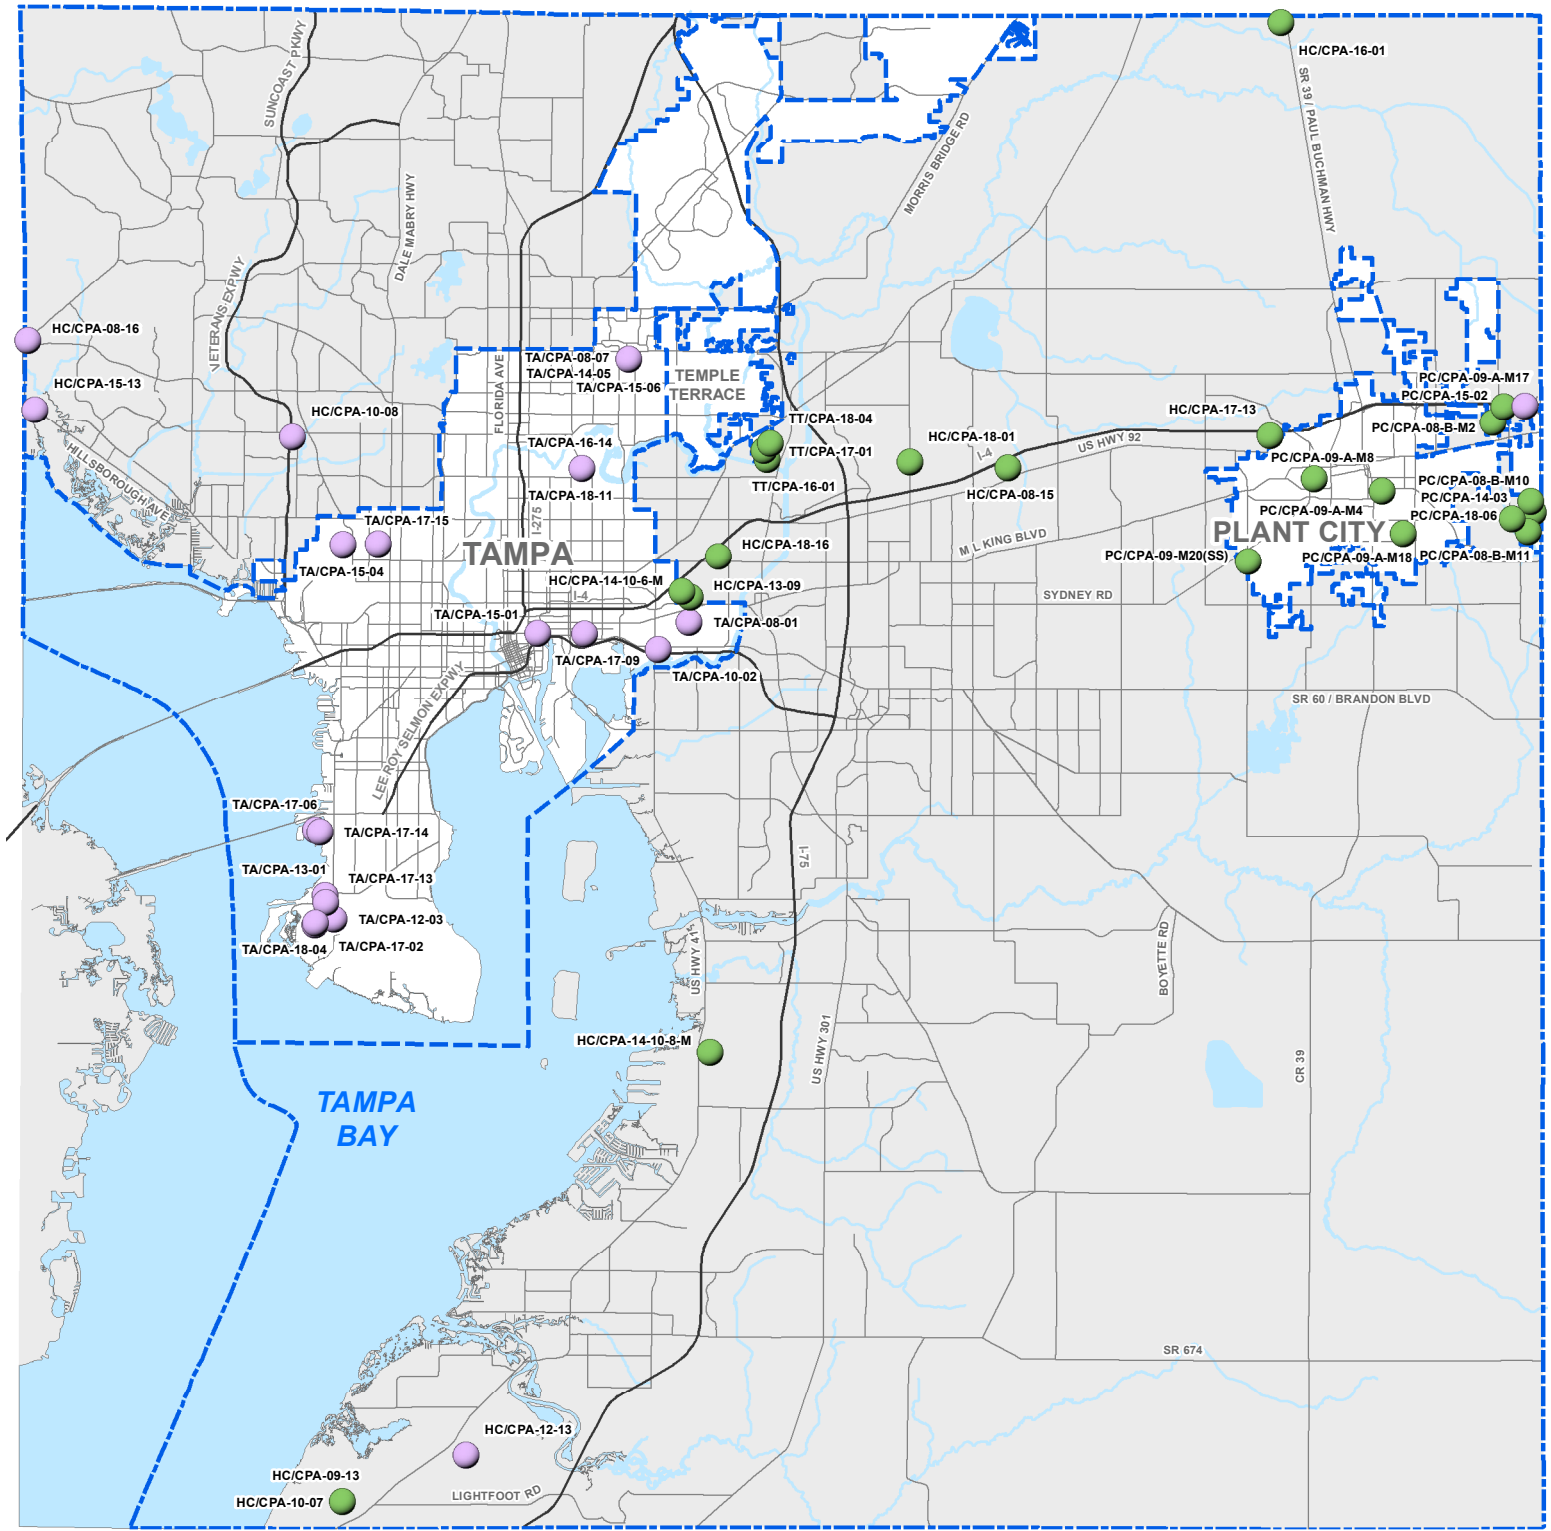 HC/CPA-16-01
SUNCOAST PKWY
SR 39 / PAUL BUCHMAN HWY
MORRIS BRIDGE RD
DALE MABRY HWY
VETERANS EXPWY
HC/CPA-08-16
HC/CPA-15-13
HC/CPA-10-08
HILLSBOROUGH AVE
FLORIDA AVE
TA/CPA-08-07
TA/CPA-14-05
TA/CPA-15-06
TEMPLE
TERRACE
TA/CPA-16-14
TA/CPA-18-11
TT/CPA-18-04
TT/CPA-17-01
TT/CPA-16-01
HC/CPA-18-01
I-4
US HWY 92
HC/CPA-08-15
HC/CPA-17-13
PC/CPA-09-A-M17
PC/CPA-15-02
PC/CPA-08-B-M2
PC/CPA-09-A-M8
PC/CPA-08-B-M10
PC/CPA-14-03
PC/CPA-09-A-M4
PC/CPA-18-06
PLANT CITY
PC/CPA-09-M20(SS)
PC/CPA-09-A-M18
PC/CPA-08-B-M11
TA/CPA-17-15
TA/CPA-15-04
I-275
TAMPA
M L KING BLVD
HC/CPA-18-16
HC/CPA-14-10-6-M
HC/CPA-13-09
I-4
SYDNEY RD
TA/CPA-15-01
TA/CPA-08-01
TA/CPA-17-09
TA/CPA-10-02
SR 60 / BRANDON BLVD
LEE ROY SELMON EXPWY
TA/CPA-17-06
TA/CPA-17-14
TA/CPA-13-01
TA/CPA-17-13
TA/CPA-12-03
TA/CPA-18-04
TA/CPA-17-02
I-75
US HWY 41
BOYETTE RD
HC/CPA-14-10-8-M
US HWY 301
CR 39
TAMPA
BAY
SR 674
HC/CPA-12-13
HC/CPA-09-13
HC/CPA-10-07
LIGHTFOOT RD